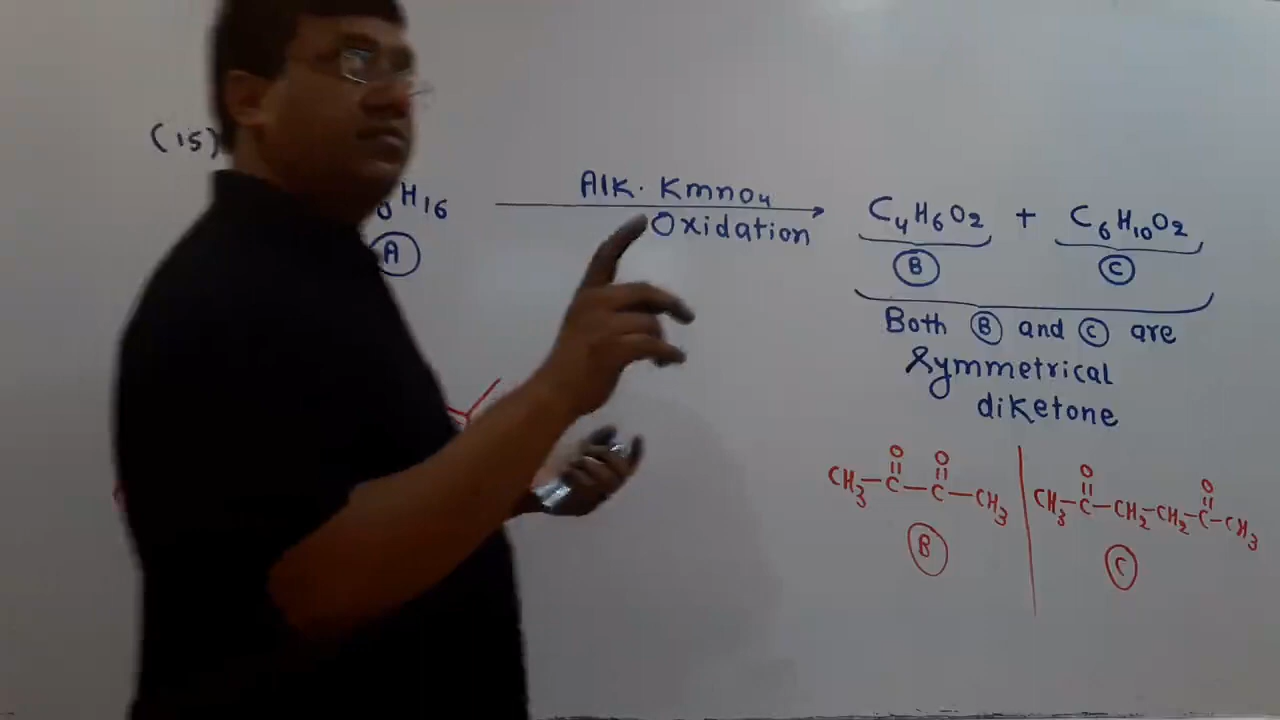 (15)
H16
Alk. Kmno4
A
Oxidation
C4H6O2 + C6H10O2
B C
Both B and C are
Symmetrical
diketone
O O
CH3-C-C-CH3
B
O O
CH3-C-CH2-CH2-C-CH3
C